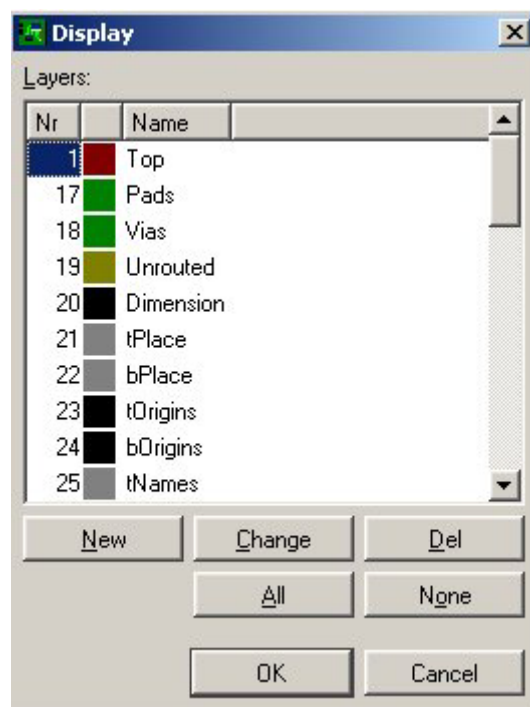 Display
Layers:
Nr Name
1 Top
17 Pads
18 Vias
19 Unrouted
20 Dimension
21 tPlace
22 bPlace
23 tOrigins
24 bOrigins
25 tNames
New Change Del
All None
OK Cancel